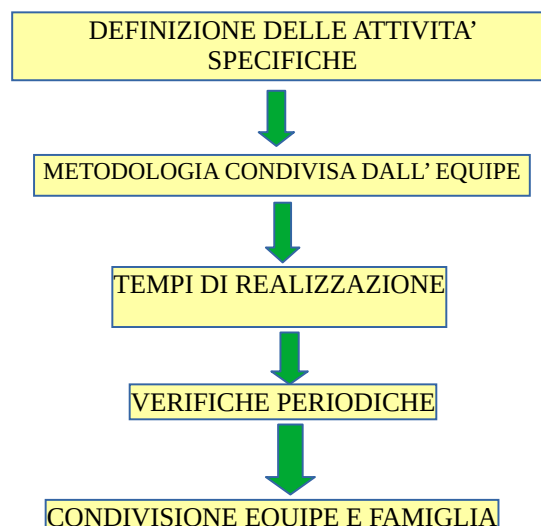 DEFINIZIONE DELLE ATTIVITA’
SPECIFICHE
METODOLOGIA CONDIVISA DALL’ EQUIPE
TEMPI DI REALIZZAZIONE
VERIFICHE PERIODICHE
CONDIVISIONE EQUIPE E FAMIGLIA